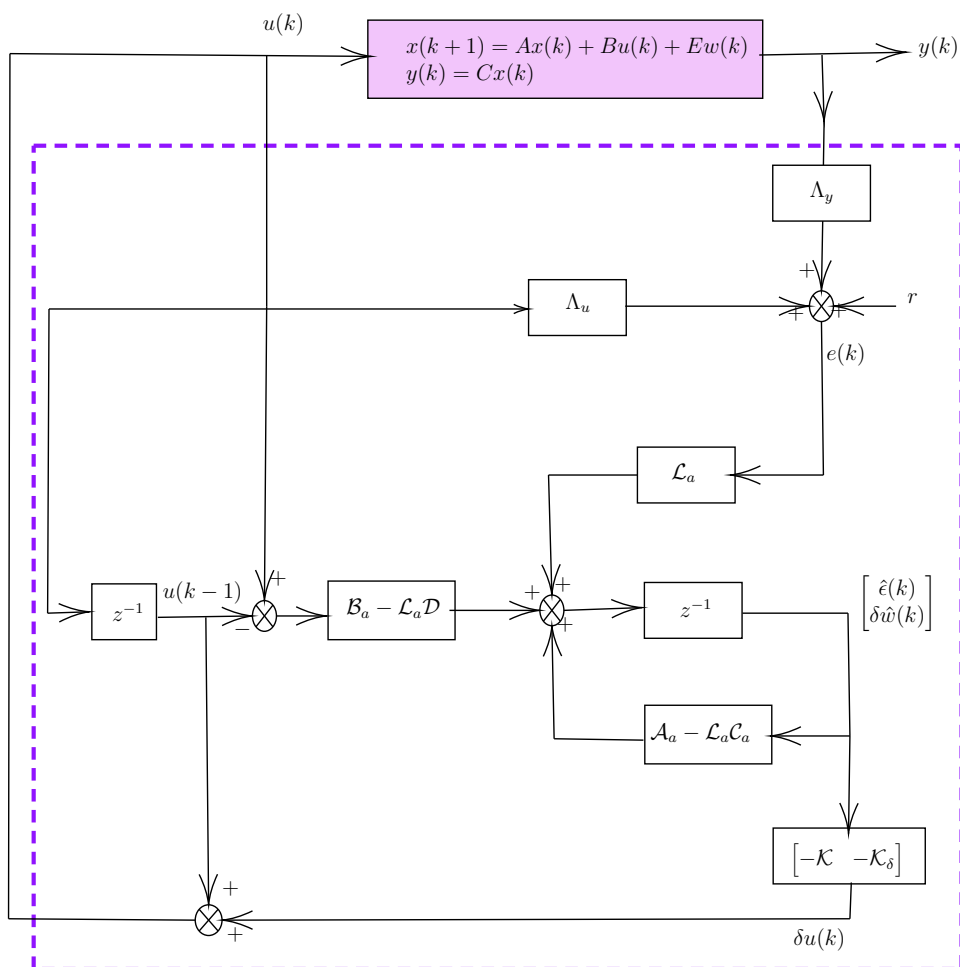 u(k)
x(k + 1) = Ax(k) + Bu(k) + Ew(k)
y(k) = Cx(k)
y(k)
Λ_y
+
Λ_u
+
+
r
e(k)
ℒ_a
u(k−1)
+
+
+
z^{-1}
−
ℬ_a − ℒ_a𝒟
+
z^{-1}
[ε̂(k)
δŵ(k)]
𝒜_a − ℒ_a𝒞_a
[−𝒦 −𝒦_δ]
+
+
δu(k)